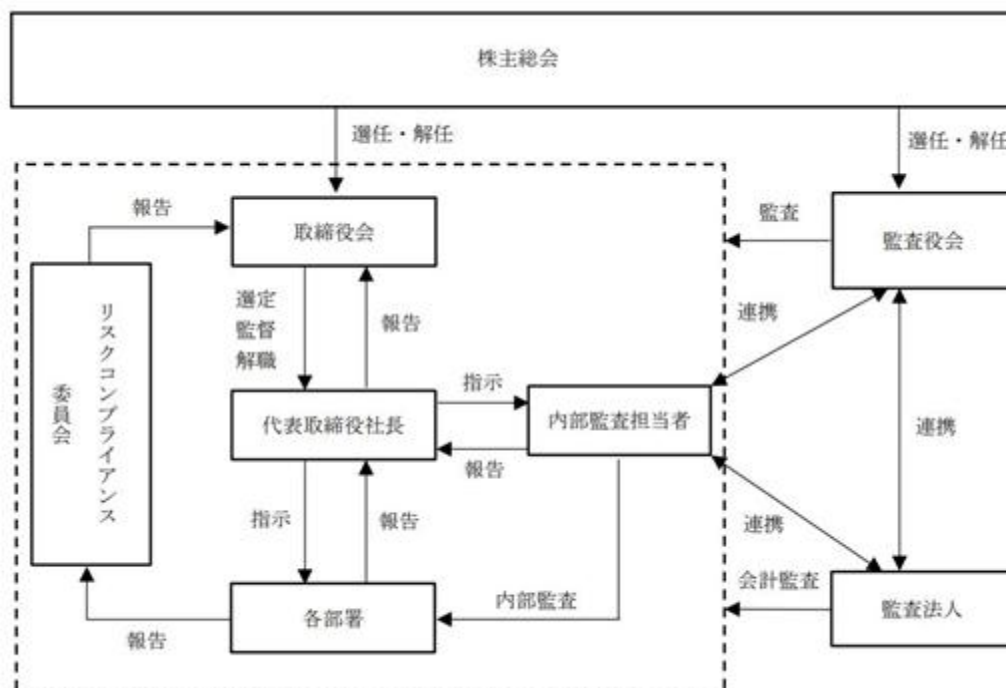 株主総会
選任・解任
選任・解任
報告
取締役会
監査
監査役会
選定
監督
解職
報告
連携
リスクコンプライアンス
委員会
代表取締役社長
指示
報告
内部監査担当者
連携
指示
報告
連携
会計監査
各部署
内部監査
監査法人
報告